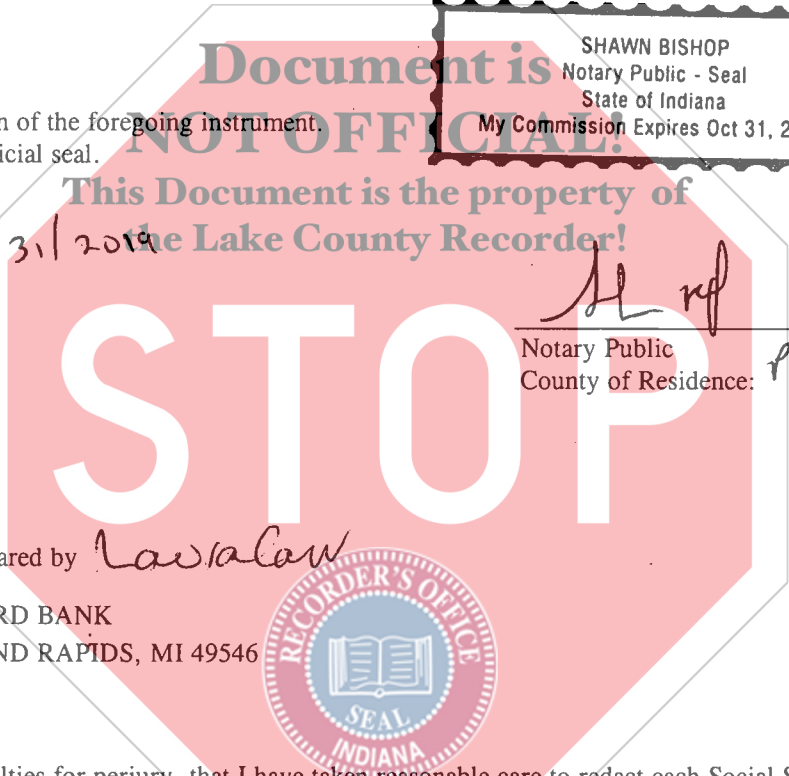 SHAWN BISHOP
Notary Public - Seal
State of Indiana
My Commission Expires Oct 31, 2
Document is
NOT OFFICIAL!
This Document is the property of
the Lake County Recorder!
n of the foregoing instrument.
icial seal.
31/2019
Notary Public
County of Residence: P
STOP
ared by Laura Carr
RD BANK
ND RAPIDS, MI 49546
RECORDER'S OFFICE
SEAL
INDIANA
lties for perjury, that I have taken reasonable care to redact each Social S